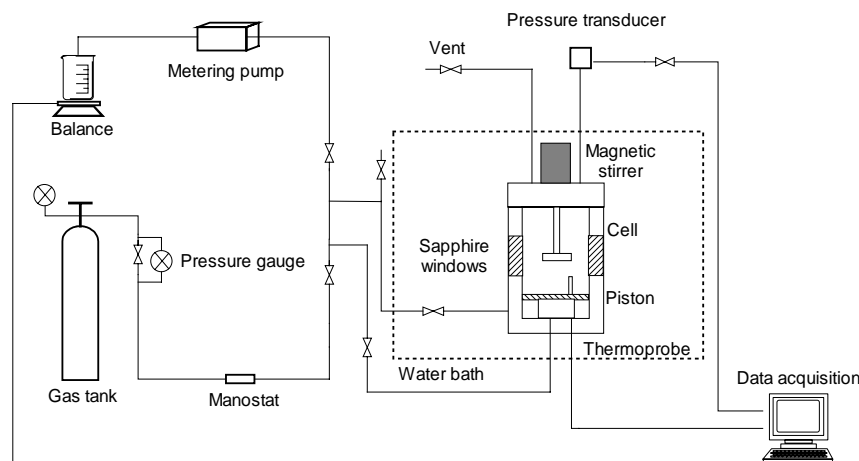 Pressure transducer
Vent
Metering pump
Balance
Magnetic
stirrer
Cell
Sapphire
windows
Pressure gauge
Piston
Thermoprobe
Water bath
Gas tank
Manostat
Data acquisition